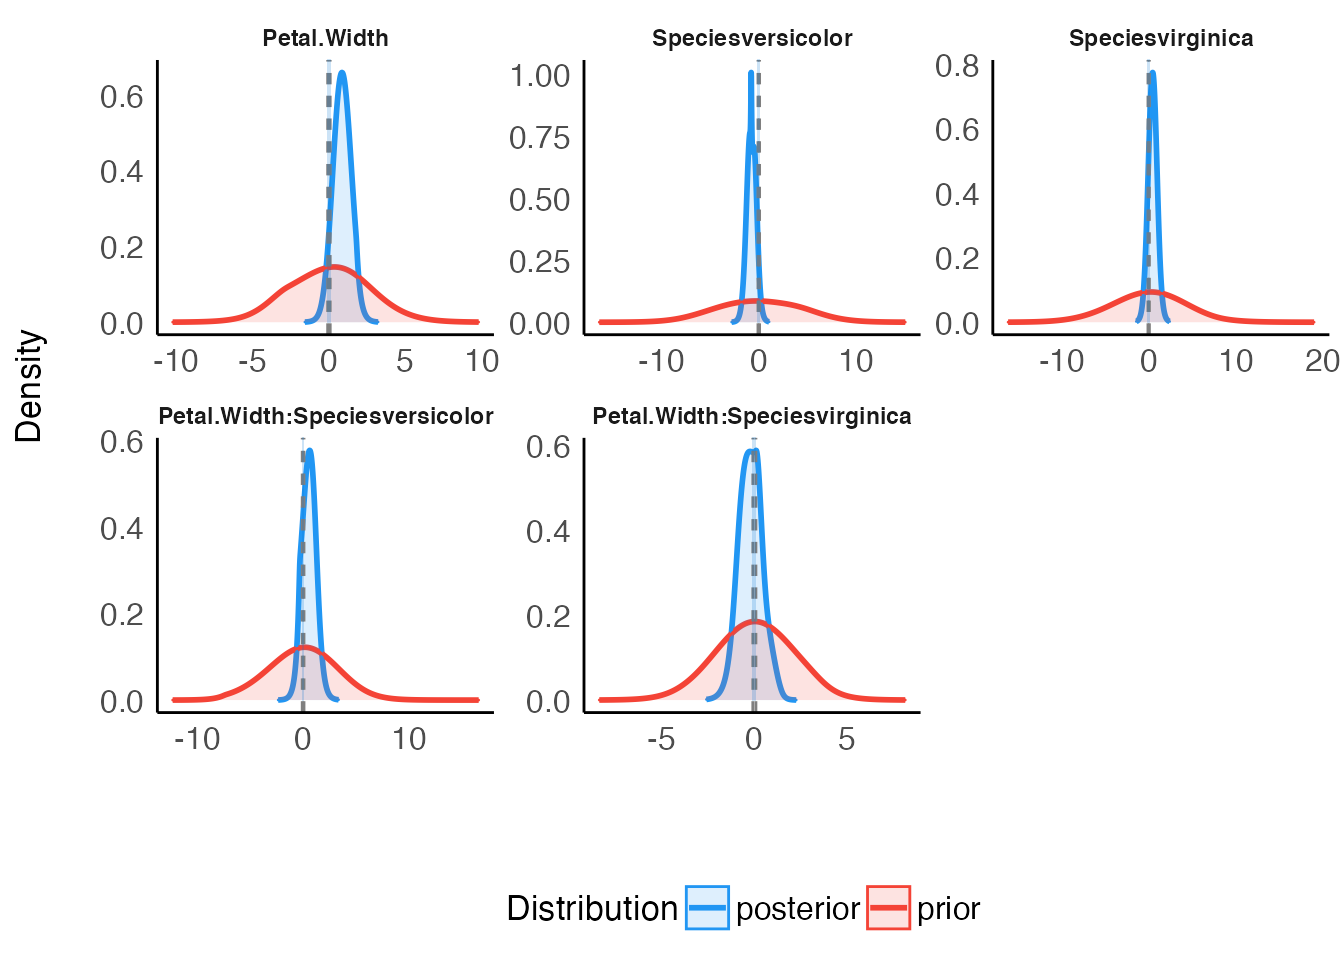 Petal.Width
Speciesversicolor
Speciesvirginica
0.6
0.4
0.2
0.0
-10 -5 0 5 10
1.00
0.75
0.50
0.25
0.00
-10 0 10
0.8
0.6
0.4
0.2
0.0
-10 0 10 20
Density
Petal.Width:Speciesversicolor
Petal.Width:Speciesvirginica
0.6
0.4
0.2
0.0
-10 0 10
0.6
0.4
0.2
0.0
-5 0 5
Distribution posterior prior